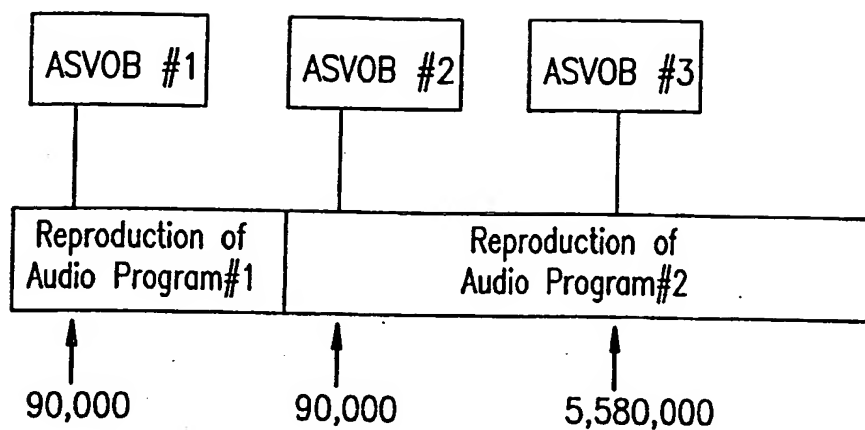 ASVOB #1
ASVOB #2
ASVOB #3
Reproduction of
Audio Program#1
Reproduction of
Audio Program#2
90,000
90,000
5,580,000